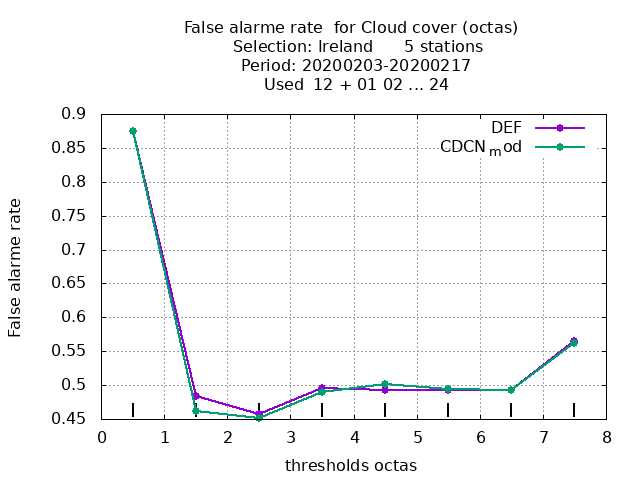 False alarme rate  for Cloud cover (octas)
Selection: Ireland      5 stations
Period: 20200203-20200217
Used  12 + 01 02 ... 24
DEF
CDCNmod
False alarme rate
0.9
0.85
0.8
0.75
0.7
0.65
0.6
0.55
0.5
0.45
0 1 2 3 4 5 6 7 8
thresholds octas